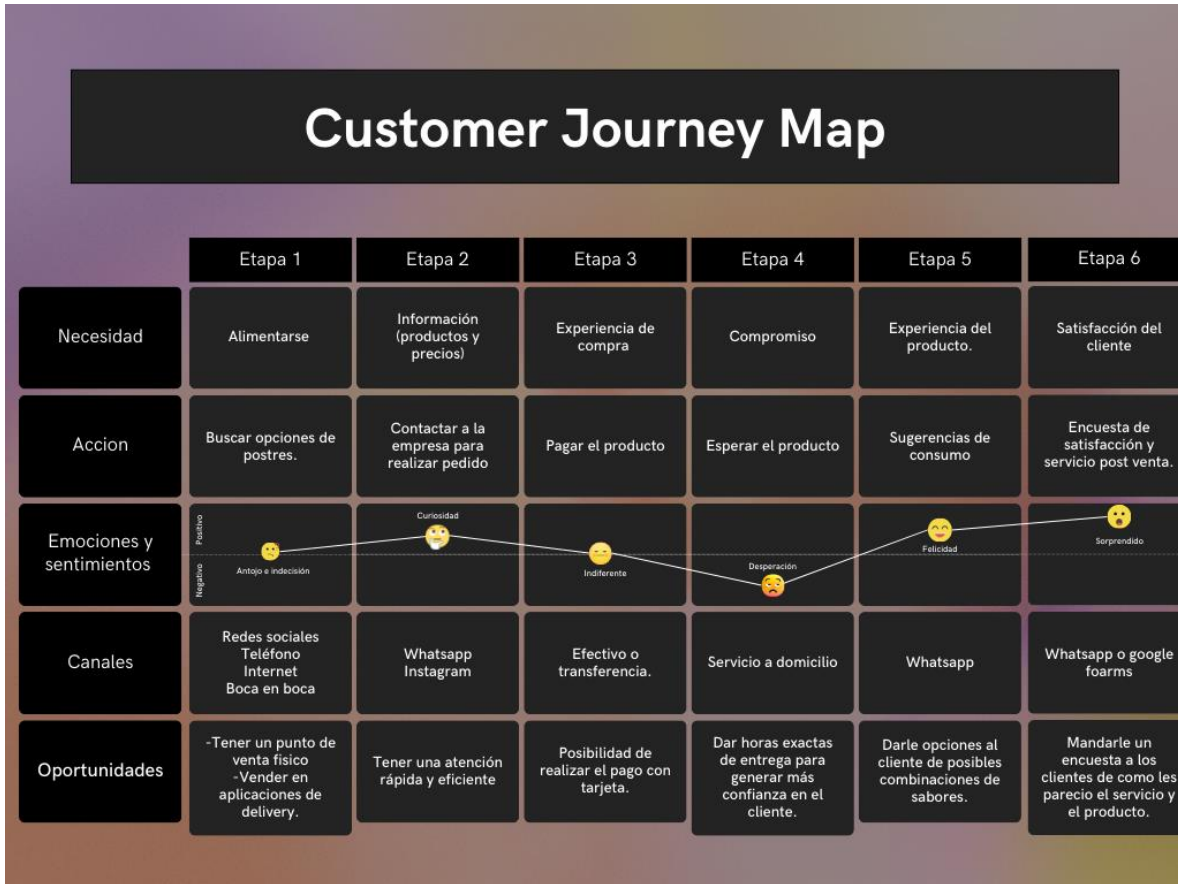 Customer Journey Map
Etapa 1
Etapa 2
Etapa 3
Etapa 4
Etapa 5
Etapa 6
Necesidad
Alimentarse
Información
(productos y
precios)
Experiencia de
compra
Compromiso
Experiencia del
producto.
Satisfacción del
cliente
Accion
Buscar opciones de
postres.
Contactar a la
empresa para
realizar pedido
Pagar el producto
Esperar el producto
Sugerencias de
consumo
Encuesta de
satisfacción y
servicio post venta.
Emociones y
sentimientos
Positivo
Negativo
Antojo e indecisión
Curiosidad
Indiferente
Desperación
Felicidad
Sorprendido
Canales
Redes sociales
Teléfono
Internet
Boca en boca
Whatsapp
Instagram
Efectivo o
transferencia.
Servicio a domicilio
Whatsapp
Whatsapp o google
foarms
Oportunidades
-Tener un punto de
venta fisico
-Vender en
aplicaciones de
delivery.
Tener una atención
rápida y eficiente
Posibilidad de
realizar el pago con
tarjeta.
Dar horas exactas
de entrega para
generar más
confianza en el
cliente.
Darle opciones al
cliente de posibles
combinaciones de
sabores.
Mandarle un
encuesta a los
clientes de como les
parecio el servicio y
el producto.